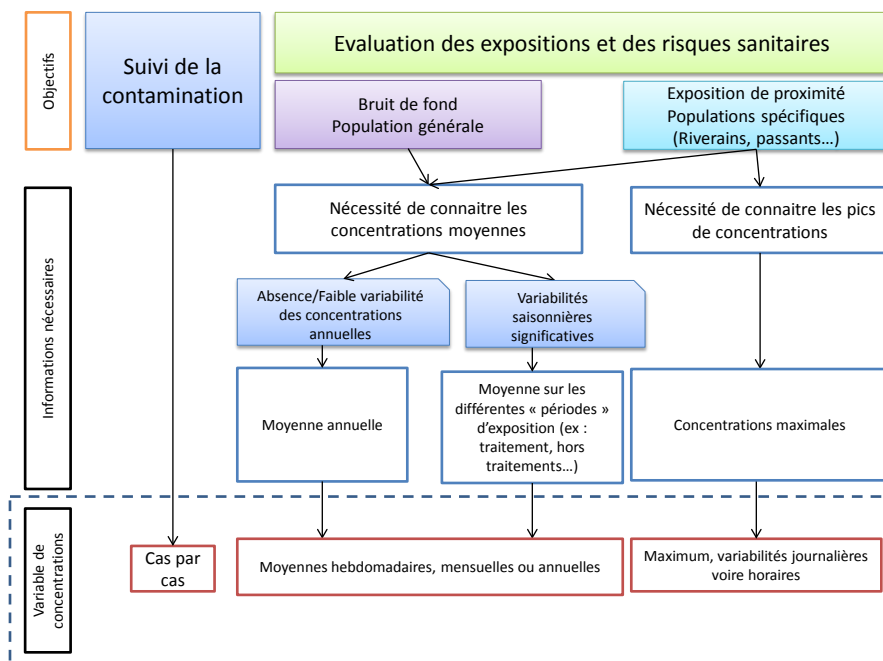 Objectifs
Suivi de la
contamination
Evaluation des expositions et des risques sanitaires
Bruit de fond
Population générale
Exposition de proximité
Populations spécifiques
(Riverains, passants…)
Informations nécessaires
Nécessité de connaitre les
concentrations moyennes
Nécessité de connaitre les pics
de concentrations
Absence/Faible variabilité
des concentrations
annuelles
Variabilités
saisonnières
significatives
Moyenne annuelle
Moyenne sur les
différentes « périodes »
d'exposition (ex :
traitement, hors
traitements…)
Concentrations maximales
Variable de
concentrations
Cas par
cas
Moyennes hebdomadaires, mensuelles ou annuelles
Maximum, variabilités journalières
voire horaires